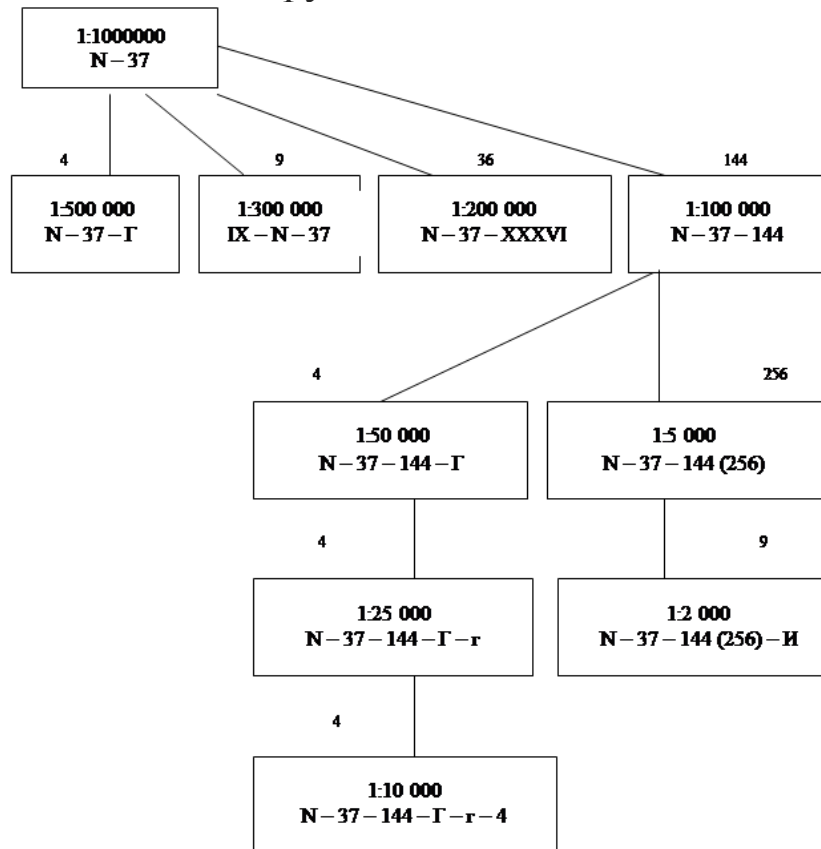 1:1000000
N – 37
4
9
36
144
1:500 000
N – 37 – Г
1:300 000
IX – N – 37
1:200 000
N – 37 – XXXVI
1:100 000
N – 37 – 144
4
256
1:50 000
N – 37 – 144 – Г
1:5 000
N – 37 – 144 (256)
4
9
1:25 000
N – 37 – 144 – Г – г
1:2 000
N – 37 – 144 (256) – И
4
1:10 000
N – 37 – 144 – Г – г – 4